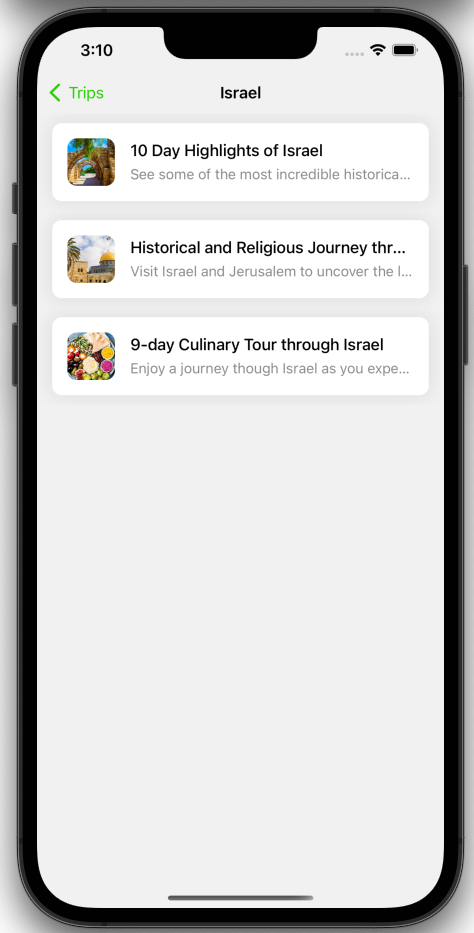 3:10
Trips
Israel
10 Day Highlights of Israel
See some of the most incredible historica...
Historical and Religious Journey thr...
Visit Israel and Jerusalem to uncover the l...
9-day Culinary Tour through Israel
Enjoy a journey though Israel as you expe...